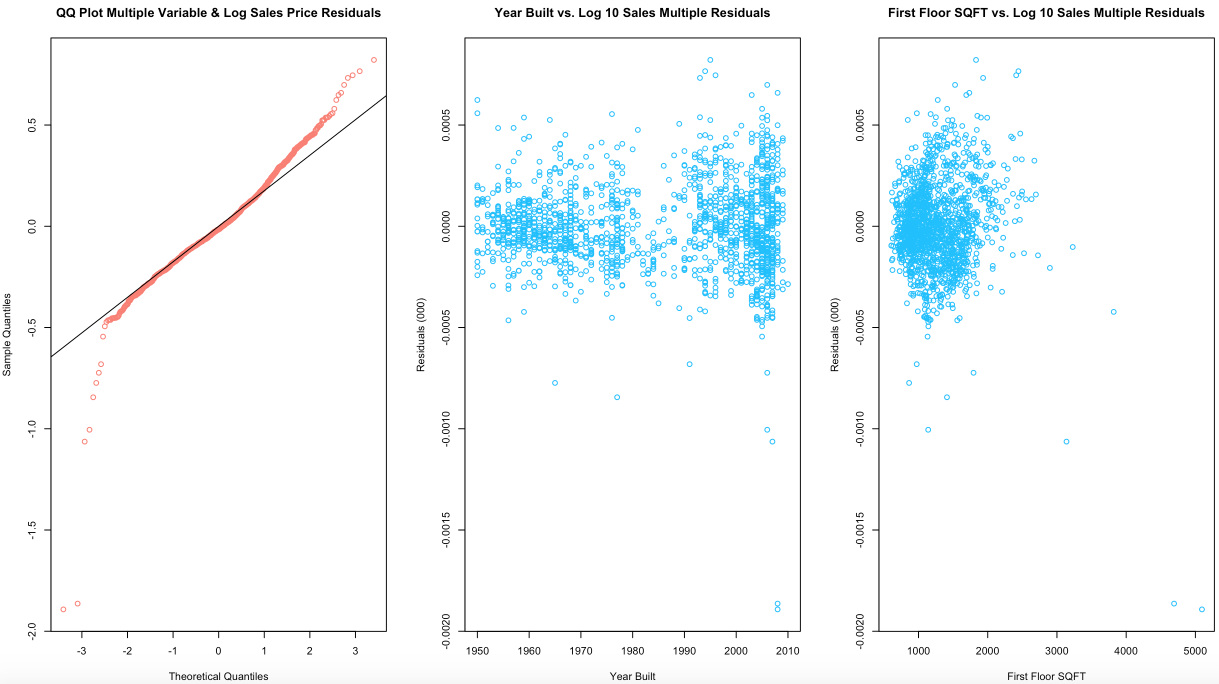 QQ Plot Multiple Variable & Log Sales Price Residuals
Sample Quantiles
0.5
0.0
-0.5
-1.0
-1.5
-2.0
-3 -2 -1 0 1 2 3
Theoretical Quantiles
Year Built vs. Log 10 Sales Multiple Residuals
Residuals (000)
0.0005
0.0000
-0.0005
-0.0010
-0.0015
-0.0020
1950 1960 1970 1980 1990 2000 2010
Year Built
First Floor SQFT vs. Log 10 Sales Multiple Residuals
Residuals (000)
0.0005
0.0000
-0.0005
-0.0010
-0.0015
-0.0020
1000 2000 3000 4000 5000
First Floor SQFT